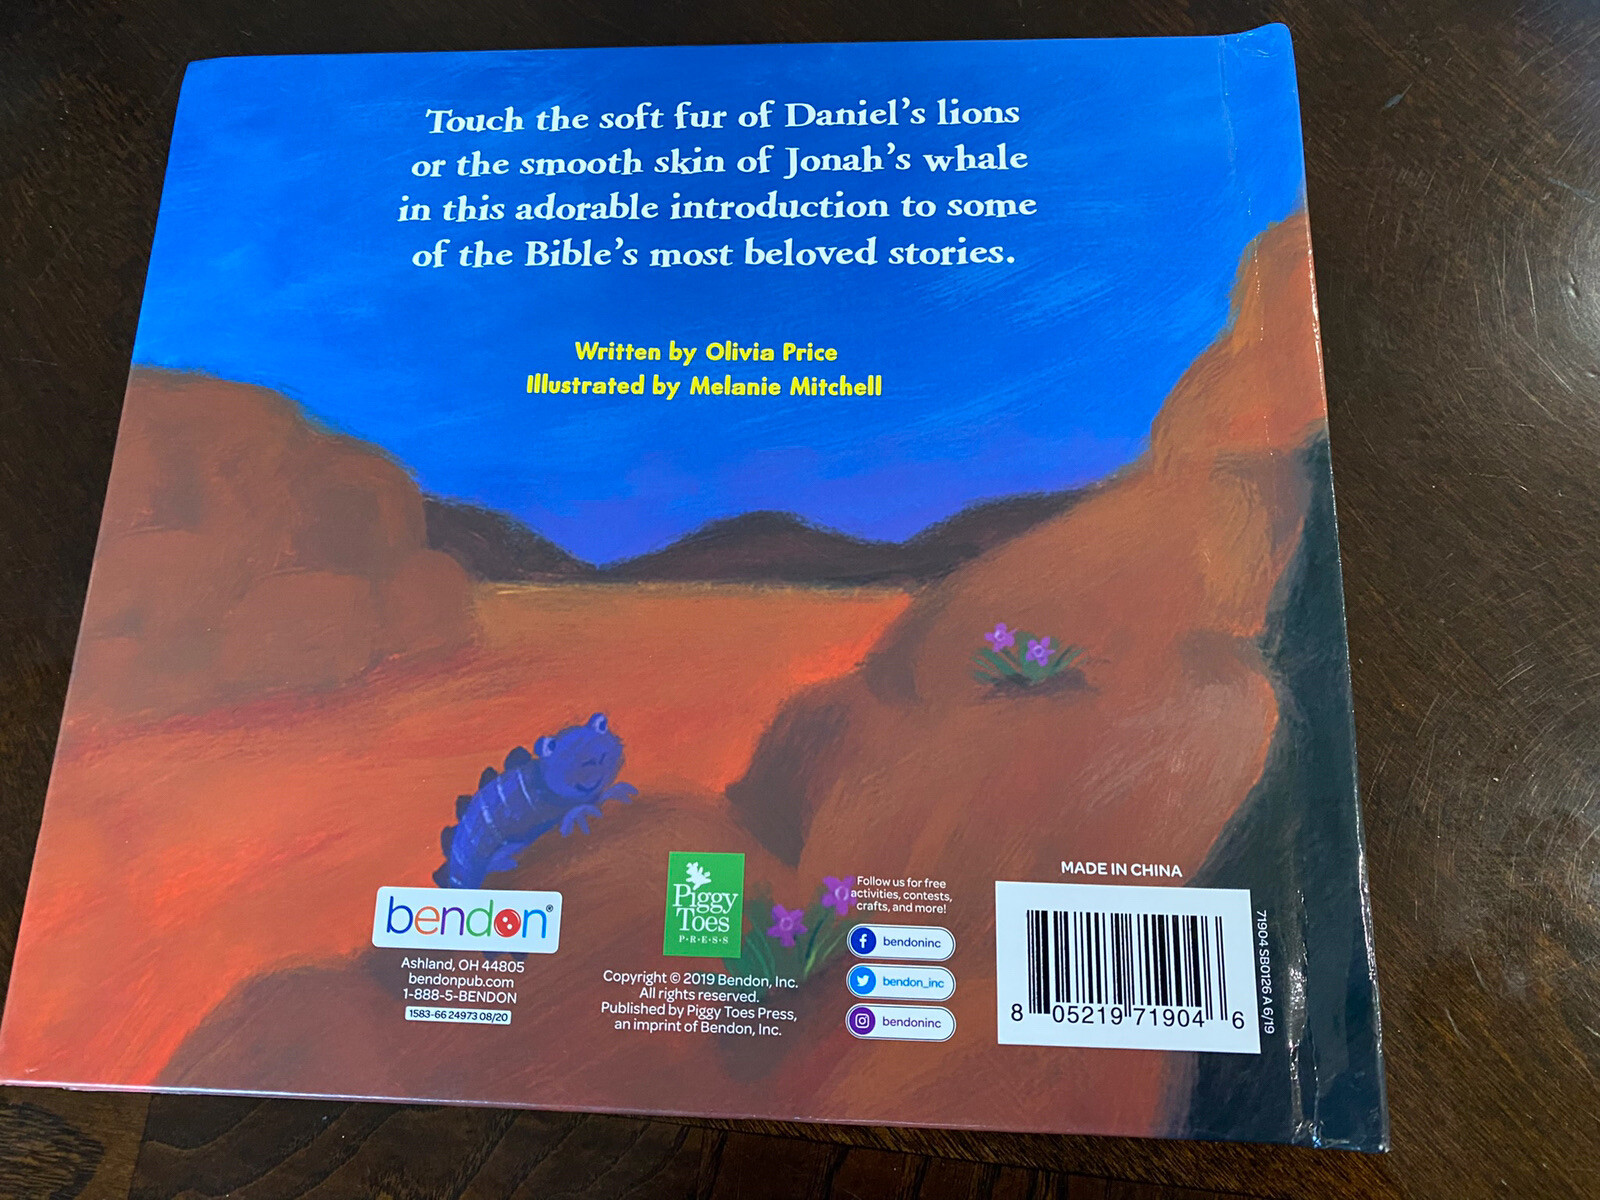 Touch the soft fur of Daniel's lions
or the smooth skin of Jonah's whale
in this adorable introduction to some
of the Bible's most beloved stories.
Written by Olivia Price
Illustrated by Melanie Mitchell
bendon®
Ashland, OH 44805
bendonpub.com
1-888-5-BENDON
1583-66 24973 08/20
Piggy
Toes
P·R·E·S·S
Copyright © 2019 Bendon, Inc.
All rights reserved.
Published by Piggy Toes Press,
an imprint of Bendon, Inc.
Follow us for free
activities, contests,
crafts, and more!
f bendoninc
bendon_inc
bendoninc
MADE IN CHINA
8 05219 71904 6
71904 SB0126 A 6/19